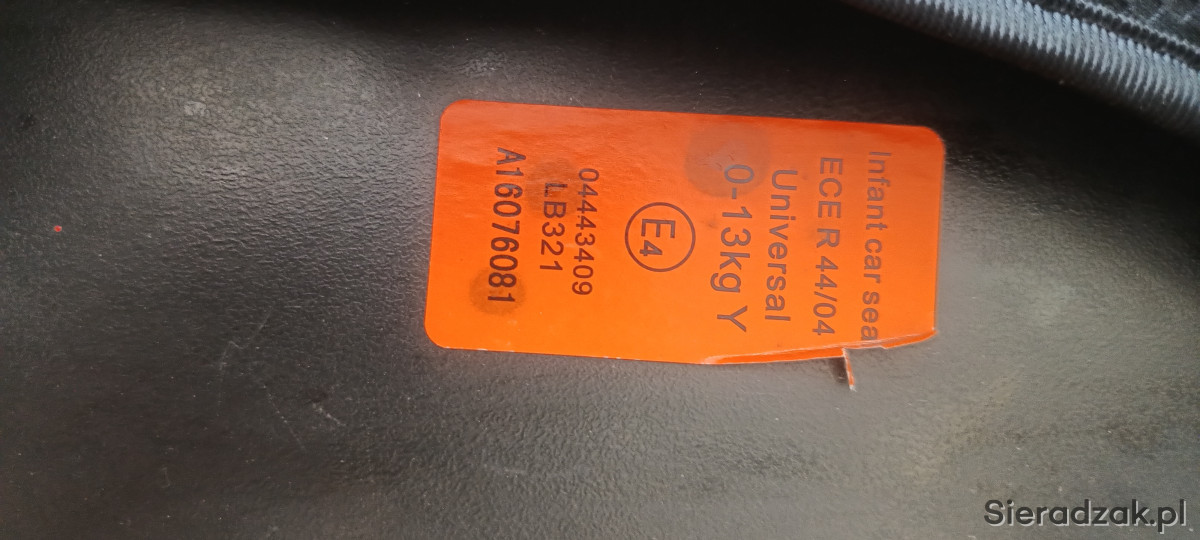 Infant car sea
ECE R 44/04
Universal
0-13kg Y
E4
04443409
LB321
A16076081
Sieradzak.pl